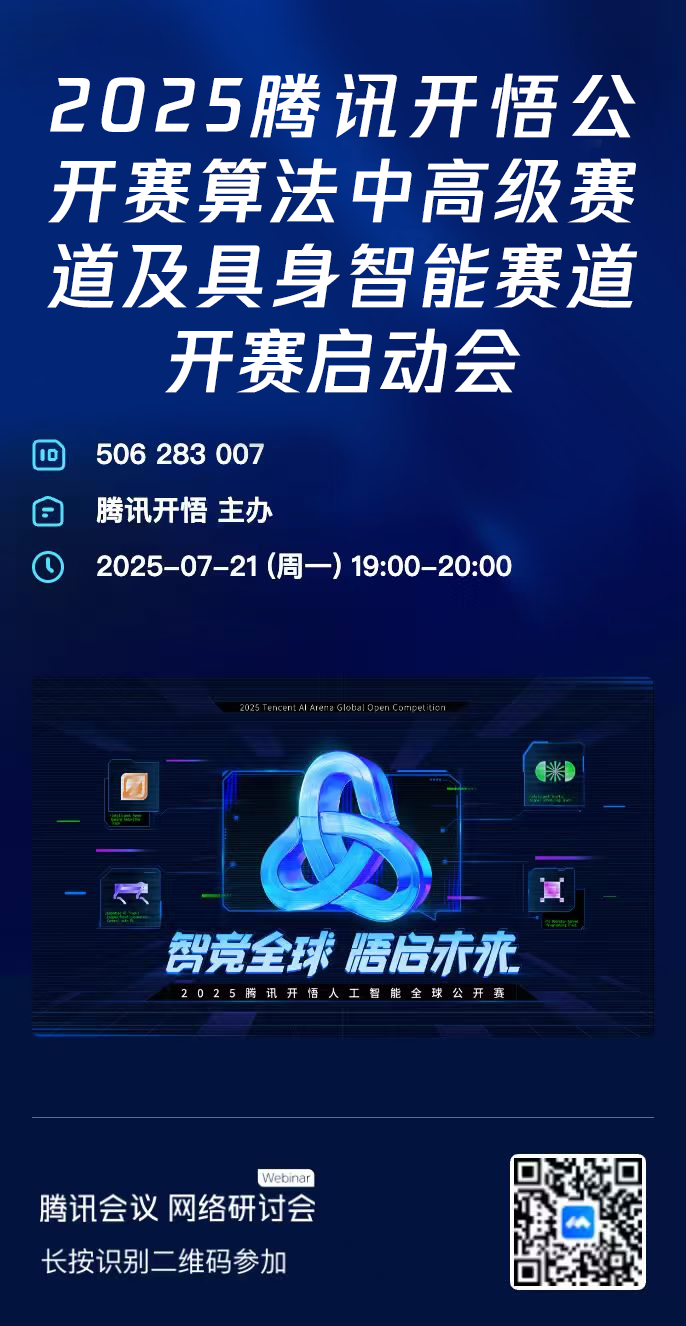 2025腾讯开悟公
开赛算法中高级赛
道及具身智能赛道
开赛启动会
506 283 007
腾讯开悟 主办
2025-07-21 (周一) 19:00-20:00
2025 Tencent AI Arena Global Open Competition
智竞全球 悟启未来
2025腾讯开悟人工智能全球公开赛
Webinar
腾讯会议 网络研讨会
长按识别二维码参加